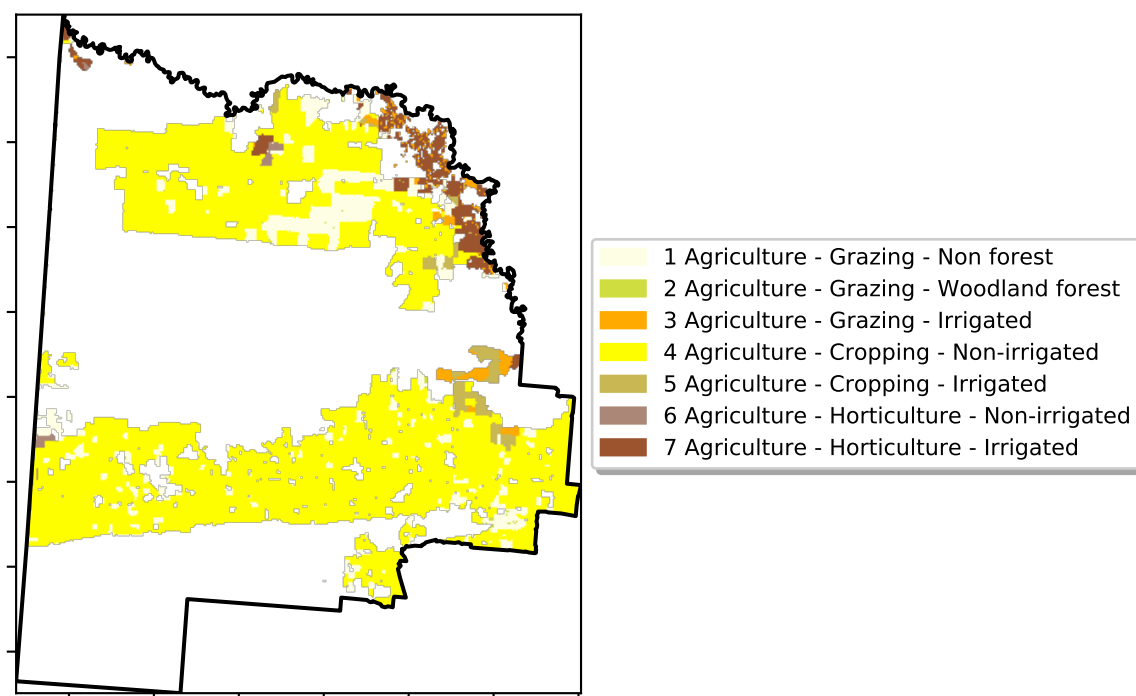 1 Agriculture - Grazing - Non forest
2 Agriculture - Grazing - Woodland forest
3 Agriculture - Grazing - Irrigated
4 Agriculture - Cropping - Non-irrigated
5 Agriculture - Cropping - Irrigated
6 Agriculture - Horticulture - Non-irrigated
7 Agriculture - Horticulture - Irrigated